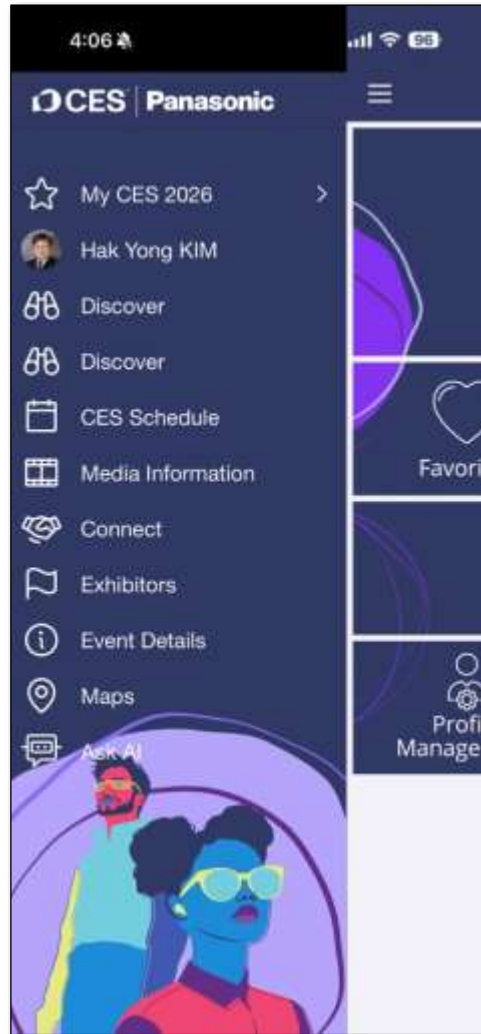 4:06
96
CES | Panasonic
My CES 2026
Hak Yong KIM
Discover
Discover
CES Schedule
Media Information
Connect
Exhibitors
Event Details
Maps
Ask AI
Favori
Profi
Manage